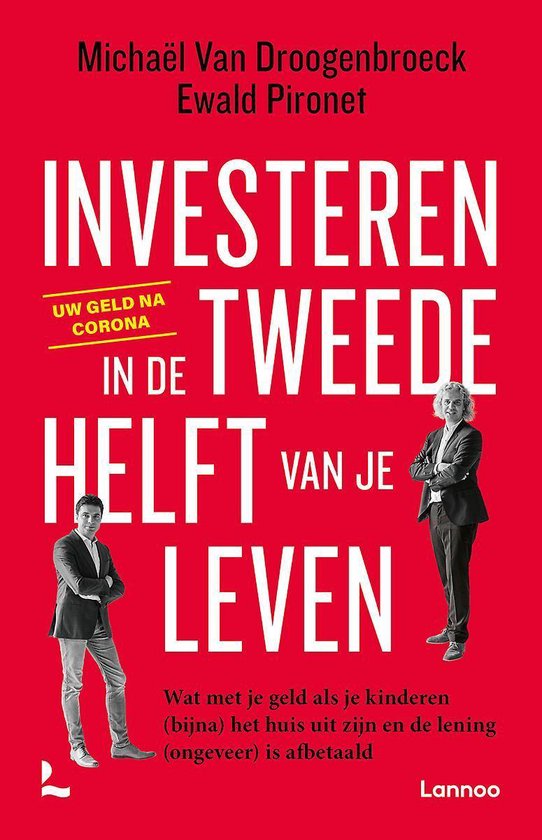 Michaël Van Droogenbroeck
Ewald Pironet
INVESTEREN
UW GELD NA
CORONA
IN DE TWEEDE
HELFT VAN JE
LEVEN
Wat met je geld als je kinderen
(bijna) het huis uit zijn en de lening
(ongeveer) is afbetaald
Lannoo